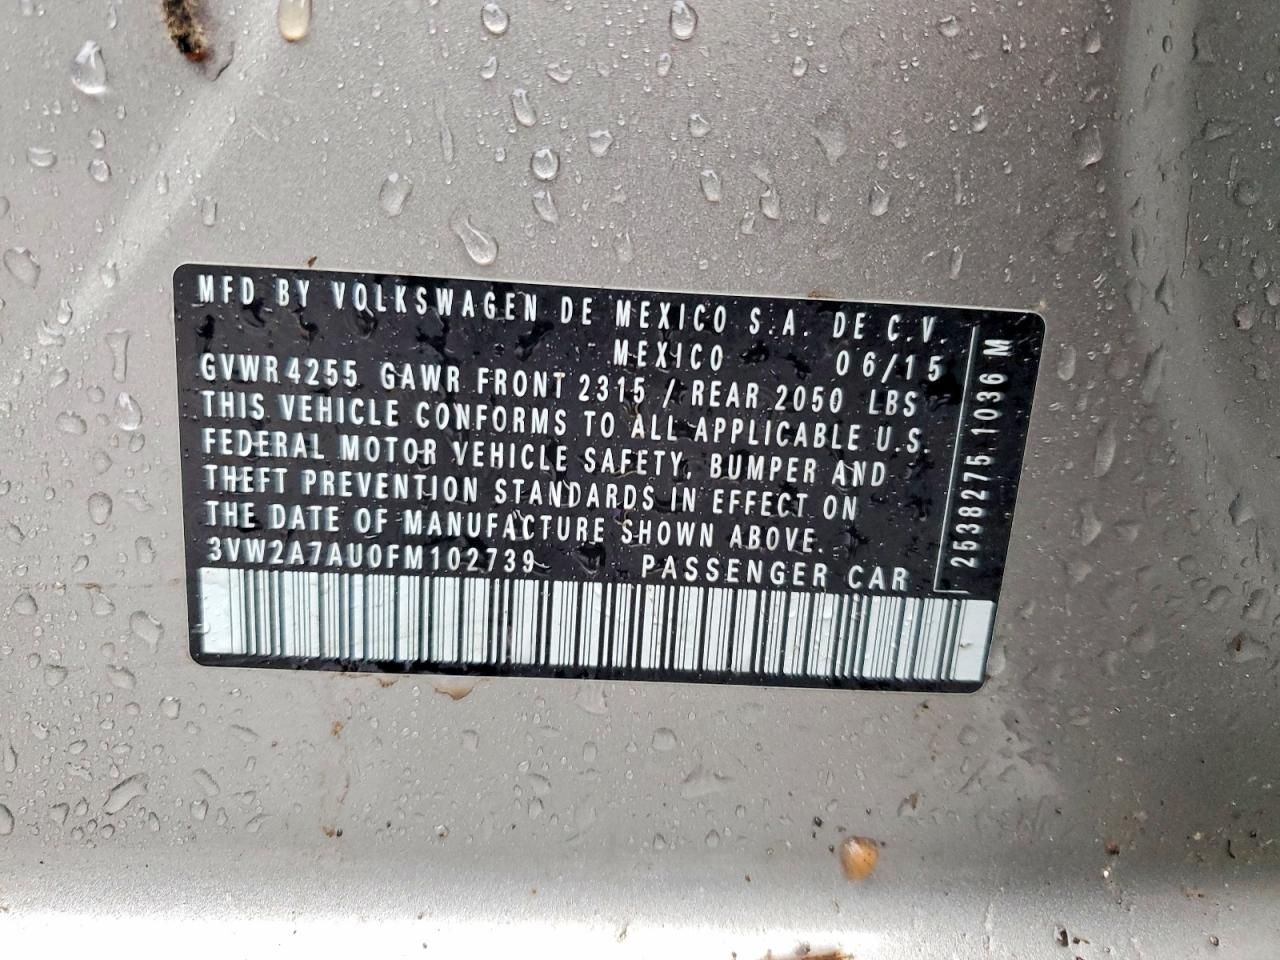 MFD BY VOLKSWAGEN DE MEXICO S.A. DE C.V.
MEXICO 06/15
GVWR 4255 GAWR FRONT 2315 / REAR 2050 LBS
THIS VEHICLE CONFORMS TO ALL APPLICABLE U.S.
FEDERAL MOTOR VEHICLE SAFETY, BUMPER AND
THEFT PREVENTION STANDARDS IN EFFECT ON
THE DATE OF MANUFACTURE SHOWN ABOVE.
3VW2A7AU0FM102739 PASSENGER CAR
2538275 1036 M